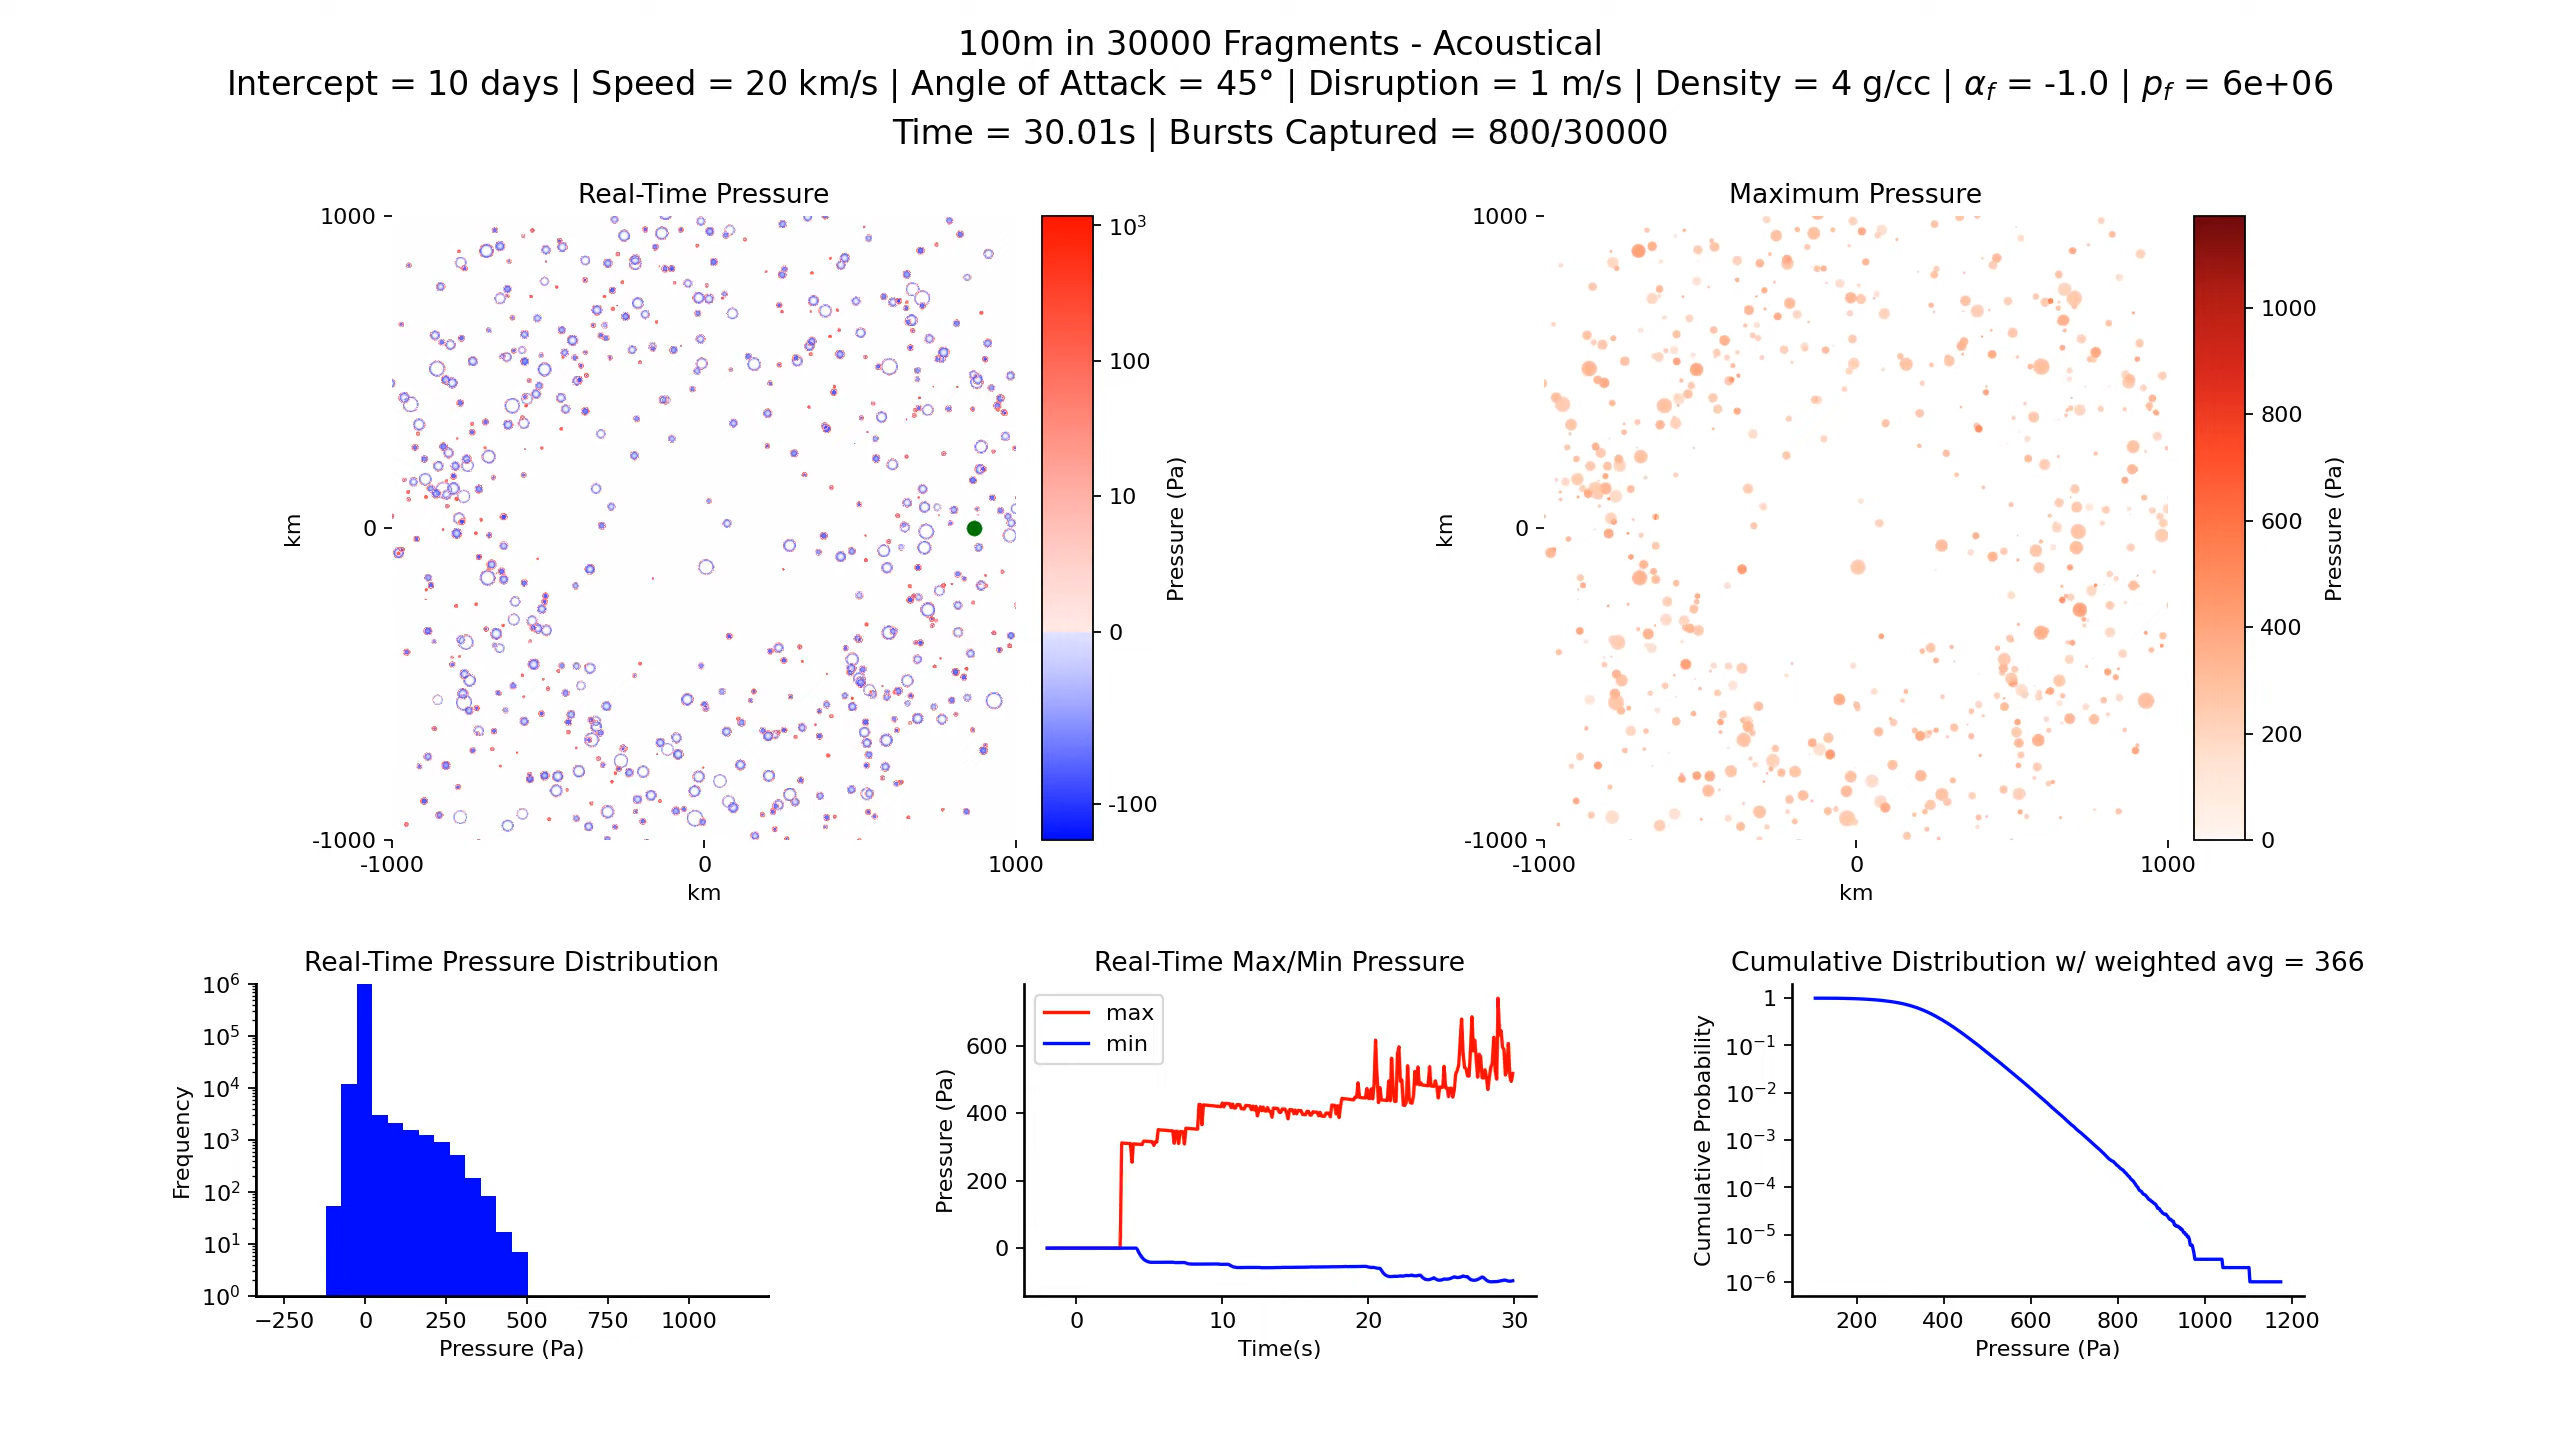 100m in 30000 Fragments - Acoustical
Intercept = 10 days | Speed = 20 km/s | Angle of Attack = 45° | Disruption = 1 m/s | Density = 4 g/cc | α_f = -1.0 | p_f = 6e+06
Time = 30.01s | Bursts Captured = 800/30000
Real-Time Pressure
1000
0
-1000
km
-1000 0 1000
km
10³
100
10
0
-100
Pressure (Pa)
Maximum Pressure
1000
0
-1000
km
-1000 0 1000
km
1000
800
600
400
200
0
Pressure (Pa)
Real-Time Pressure Distribution
10⁶
10⁵
10⁴
10³
10²
10¹
10⁰
Frequency
−250 0 250 500 750 1000
Pressure (Pa)
Real-Time Max/Min Pressure
max
min
600
400
200
0
Pressure (Pa)
0 10 20 30
Time(s)
Cumulative Distribution w/ weighted avg = 366
1
10⁻¹
10⁻²
10⁻³
10⁻⁴
10⁻⁵
10⁻⁶
Cumulative Probability
200 400 600 800 1000 1200
Pressure (Pa)